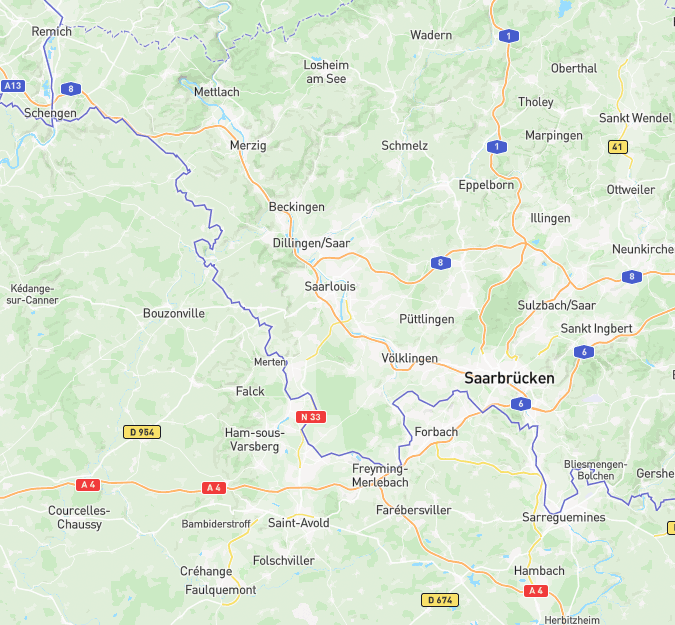 Remich
Wadern
1
Losheim
am See
Oberthal
A13
8
Mettlach
Tholey
Schengen
Sankt Wendel
Marpingen
Merzig
Schmelz
1
41
Eppelborn
Ottweiler
Beckingen
Illingen
Dillingen/Saar
Neunkirche
8
8
Saarlouis
Kédange-
sur-Canner
Sulzbach/Saar
Bouzonville
Püttlingen
Sankt Ingbert
6
Merten
Völklingen
Saarbrücken
Falck
6
N 33
D 954
Ham-sous-
Varsberg
Forbach
Freyming-
Merlebach
Bliesmengen-
Bolchen
Gershe
A 4
A 4
Courcelles-
Chaussy
Farébersviller
Bambiderstroff
Saint-Avold
Sarreguemines
Folschviller
Créhange
Hambach
Faulquemont
A 4
D 674
Herbitzheim